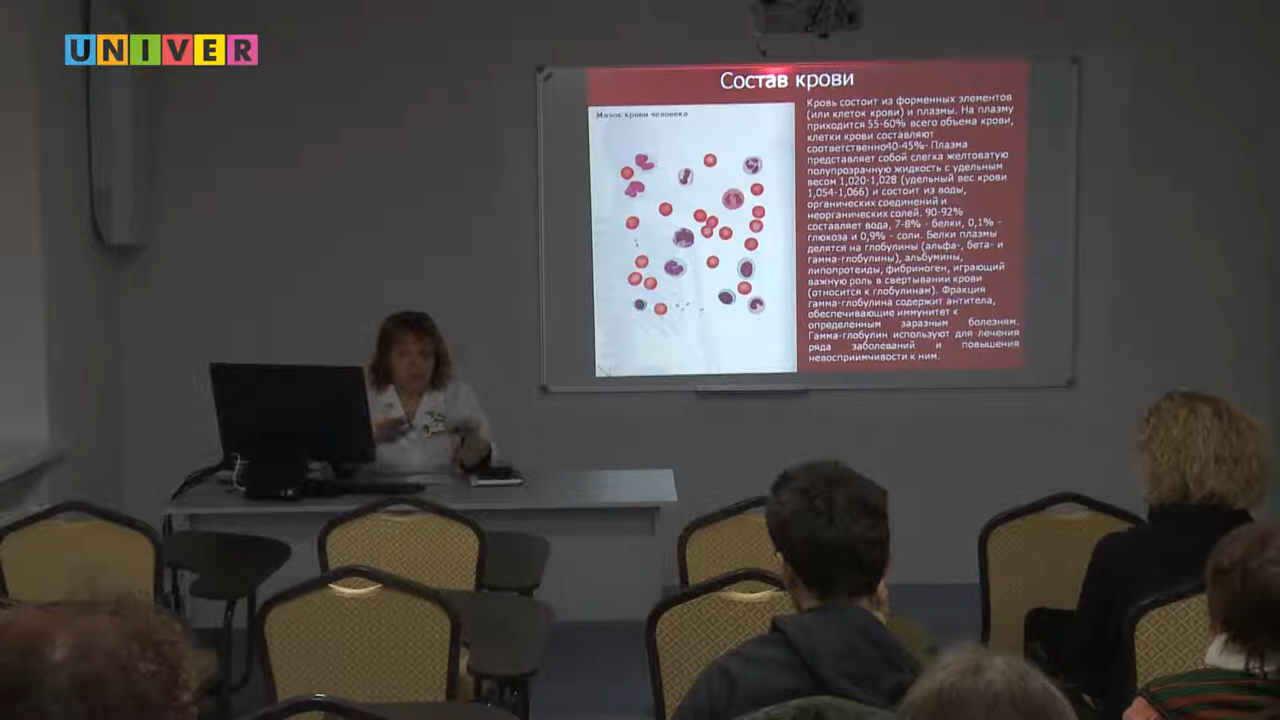 UNIVER
Состав крови
Мазок крови человека
Кровь состоит из форменных элементов
(или клеток крови) и плазмы. На плазму
приходится 55-60% всего объема крови,
клетки крови составляют
соответственно40-45%- Плазма
представляет собой слегка желтоватую
полупрозрачную жидкость с удельным
весом 1,020-1,028 (удельный вес крови
1,054-1,066) и состоит из воды,
органических соединений и
неорганических солей. 90-92%
составляет вода, 7-8% - белки, 0,1% -
глюкоза и 0,9% - соли. Белки плазмы
делятся на глобулины (альфа-, бета- и
гамма-глобулины), альбумины,
липопротеиды, фибриноген, играющий
важную роль в свертывании крови
(относится к глобулинам). Фракция
гамма-глобулина содержит антитела,
обеспечивающие иммунитет к
определенным заразным болезням.
Гамма-глобулин используют для лечения
ряда заболеваний и повышения
невосприимчивости к ним.